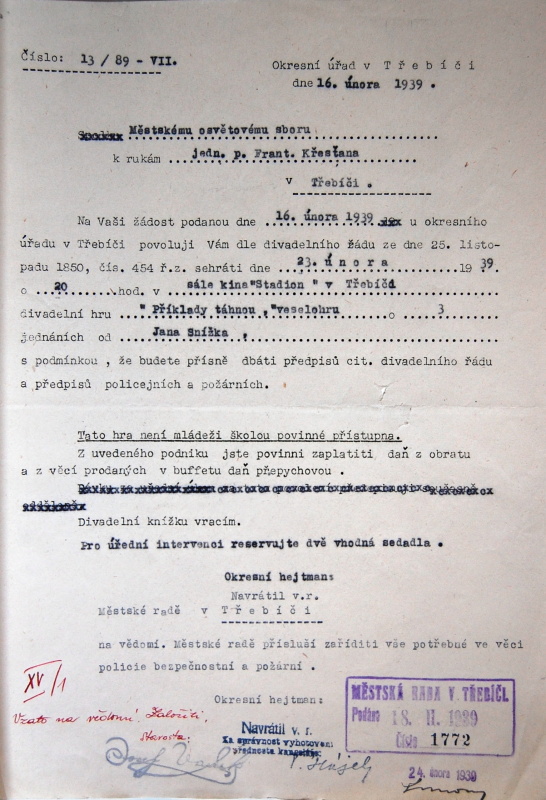 Číslo: 13 / 89 - VII.
Okresní úřad v Třebíči
dne 16. února 1939 .
Městskému osvětovému sboru
k rukám jedn. p. Frant. Křesťana
v Třebíči .
Na Vaši žádost podanou dne 16. února 1939 u okresního
úřadu v Třebíči povoluji Vám dle divadelního řádu ze dne 25. listo-
padu 1850, čís. 454 ř.z. sehráti dne 23. února 1939.
o 20 hod. v sále kina "Stadion " v Třebíči
divadelní hru " Příklady táhnou ," veselohru o 3
jednáních od Jana Snížka ,
s podmínkou , že budete přísně dbáti předpisů cit. divadelního řádu
a předpisů policejních a požárních.
Tato hra není mládeži školou povinné přístupna.
Z uvedeného podniku jste povinni zaplatiti daň z obratu
a z věcí prodaných v buffetu daň přepychovou .
Divadelní knížku vracím.
Pro úřední intervenci reservujte dvě vhodná sedadla .
Okresní hejtman:
Navrátil v.r.
Městské radě v Třebíči
na vědomí. Městské radě přísluší zaříditi vše potřebné ve věci
policie bezpečnostní a požární .
Okresní hejtman:
XV/1
Vzato na vědomí. Založiti.
starosta:
Navrátil v. r.
Za správnost vyhotovení
přednosta kanceláře:
MĚSTSKÁ RADA V TŘEBÍČI.
Podáno 18. II. 1939
Číslo 1772
24. února 1939